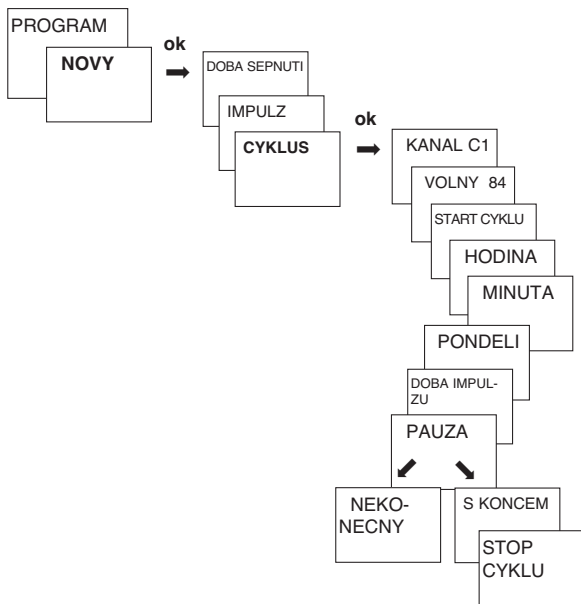 PROGRAM
NOVY
ok
DOBA SEPNUTI
IMPULZ
CYKLUS
ok
KANAL C1
VOLNY 84
START CYKLU
HODINA
MINUTA
PONDELI
DOBA IMPUL-
ZU
PAUZA
NEKO-
NECNY
S KONCEM
STOP
CYKLU